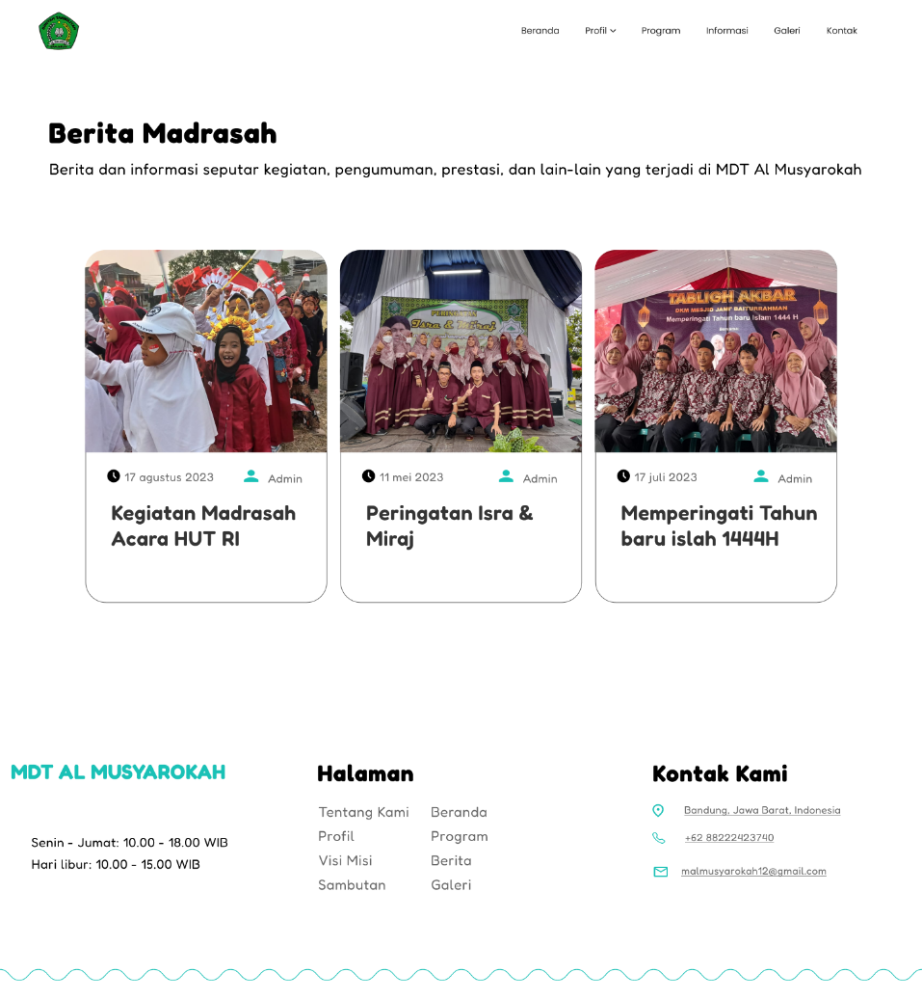 Beranda Profil Program Informasi Galeri Kontak
Berita Madrasah
Berita dan informasi seputar kegiatan, pengumuman, prestasi, dan lain-lain yang terjadi di MDT Al Musyarokah
PERINGATAN
Isra & Mi'raj
TABLIGH AKBAR
DKM MESJID JAMI' BAITURRAHMAN
Memperingati Tahun baru Islam 1444 H
17 agustus 2023 Admin
Kegiatan Madrasah
Acara HUT RI
11 mei 2023 Admin
Peringatan Isra &
Miraj
17 juli 2023 Admin
Memperingati Tahun
baru islah 1444H
MDT AL MUSYAROKAH
Senin - Jumat: 10.00 - 18.00 WIB
Hari libur: 10.00 - 15.00 WIB
Halaman
Tentang Kami Beranda
Profil Program
Visi Misi Berita
Sambutan Galeri
Kontak Kami
Bandung, Jawa Barat, Indonesia
+62 88222423740
malmusyarokah12@gmail.com